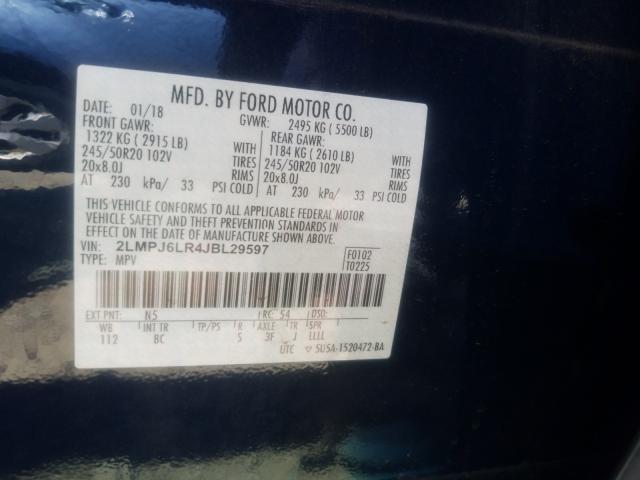 MFD. BY FORD MOTOR CO.
DATE: 01/18 GVWR: 2495 KG ( 5500 LB)
FRONT GAWR: REAR GAWR:
1322 KG ( 2915 LB) WITH 1184 KG ( 2610 LB) WITH
245/50R20 102V TIRES 245/50R20 102V TIRES
20x8.0J RIMS 20x8.0J RIMS
AT 230 kPa/ 33 PSI COLD AT 230 kPa/ 33 PSI COLD
THIS VEHICLE CONFORMS TO ALL APPLICABLE FEDERAL MOTOR
VEHICLE SAFETY AND THEFT PREVENTION STANDARDS IN
EFFECT ON THE DATE OF MANUFACTURE SHOWN ABOVE.
VIN: 2LMPJ6LR4JBL29597 F0102
TYPE: MPV T0225
EXT PNT: N5 RC: 54 DSO:
WB INT TR TP/PS R AXLE TR SPR
112 BC 5 3F J LLLL
UTC 5U5A-1520472-BA